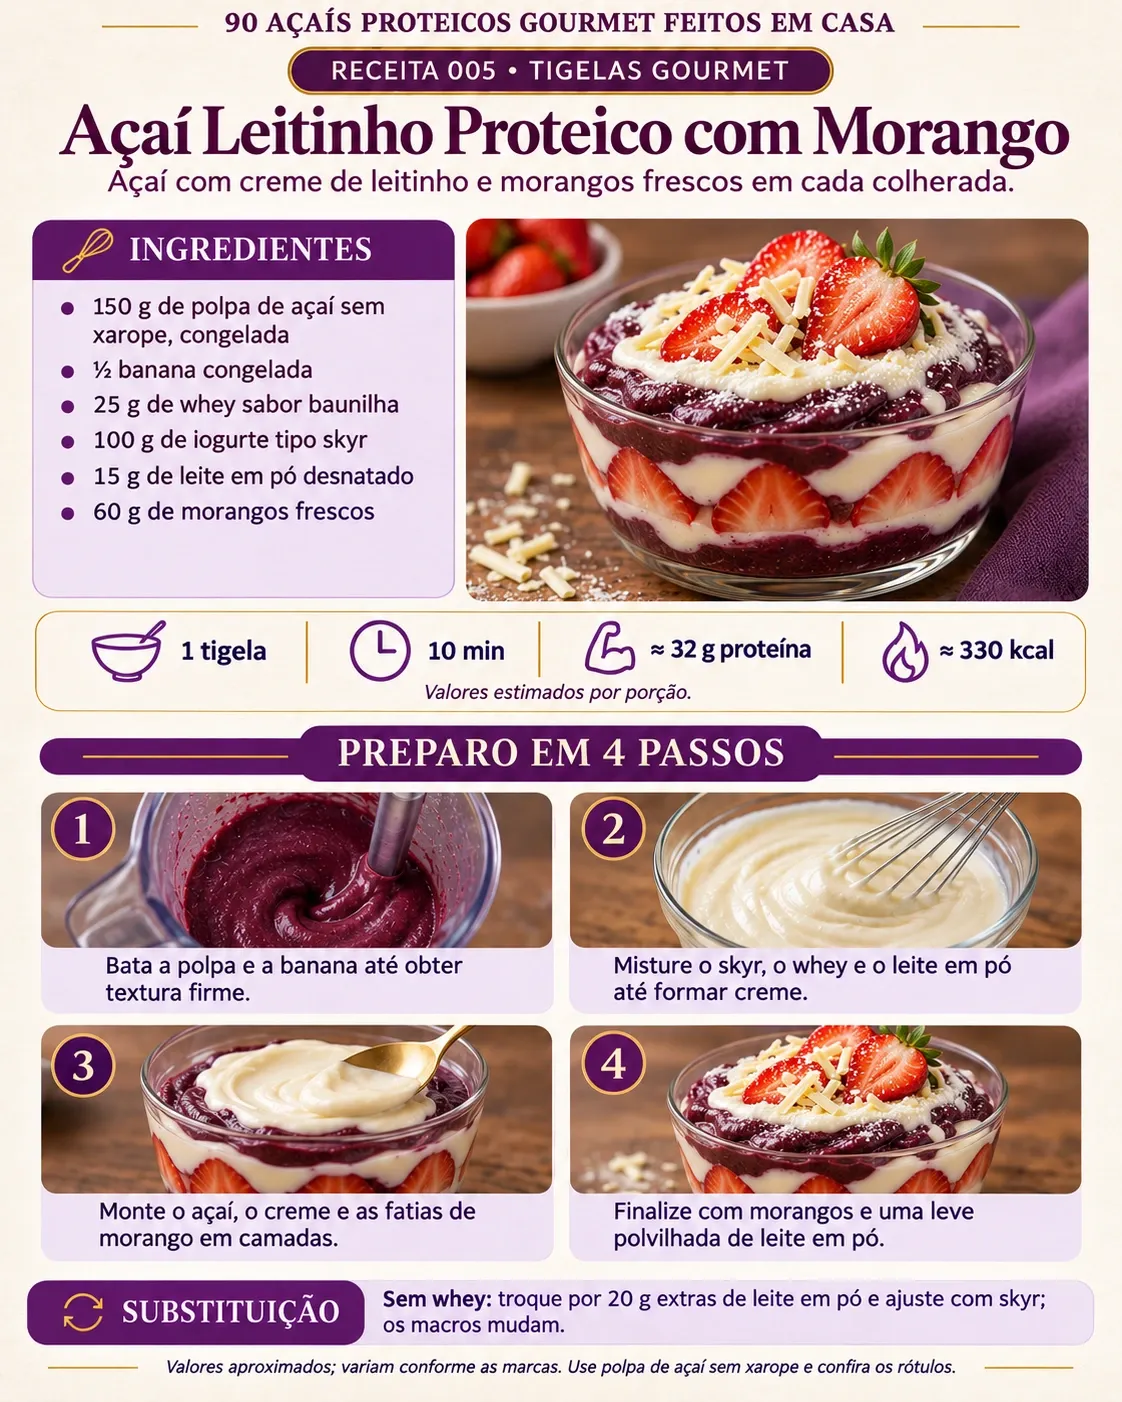 90 AÇAÍS PROTEICOS GOURMET FEITOS EM CASA
RECEITA 005 • TIGELAS GOURMET
Açaí Leitinho Proteico com Morango
Açaí com creme de leitinho e morangos frescos em cada colherada.
INGREDIENTES
• 150 g de polpa de açaí sem
xarope, congelada
• ½ banana congelada
• 25 g de whey sabor baunilha
• 100 g de iogurte tipo skyr
• 15 g de leite em pó desnatado
• 60 g de morangos frescos
1 tigela
10 min
≈ 32 g proteína
≈ 330 kcal
Valores estimados por porção.
PREPARO EM 4 PASSOS
1
Bata a polpa e a banana até obter
textura firme.
2
Misture o skyr, o whey e o leite em pó
até formar creme.
3
Monte o açaí, o creme e as fatias de
morango em camadas.
4
Finalize com morangos e uma leve
polvilhada de leite em pó.
SUBSTITUIÇÃO
Sem whey: troque por 20 g extras de leite em pó e ajuste com skyr;
os macros mudam.
Valores aproximados; variam conforme as marcas. Use polpa de açaí sem xarope e confira os rótulos.